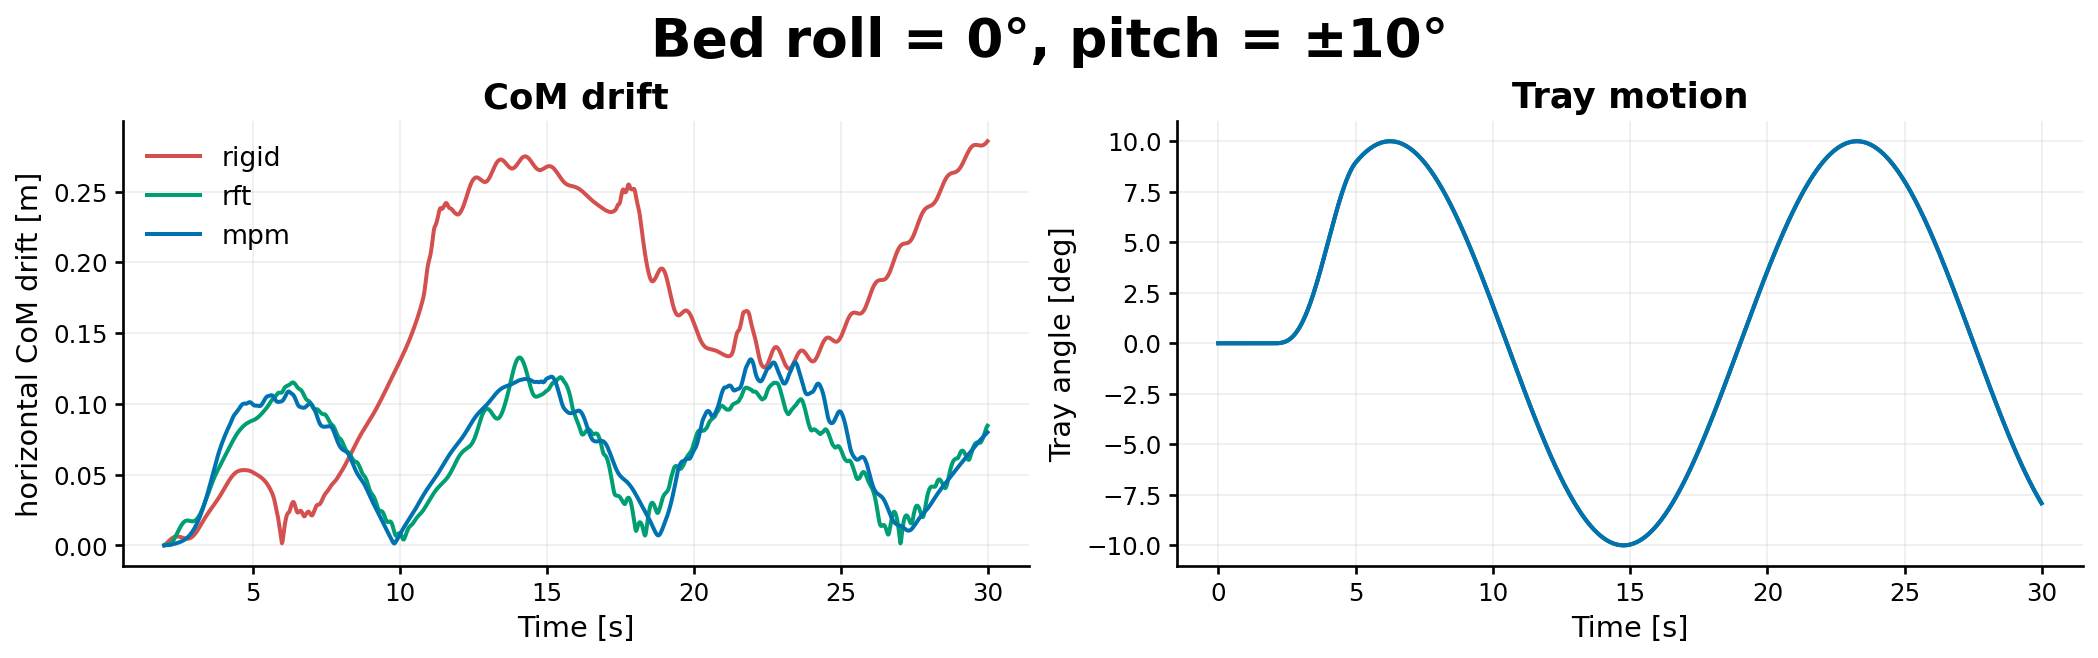 Bed roll = 0°, pitch = ±10°
CoM drift
horizontal CoM drift [m]
0.25
0.20
0.15
0.10
0.05
0.00
rigid
rft
mpm
5
10
15
20
25
30
Time [s]
Tray motion
Tray angle [deg]
10.0
7.5
5.0
2.5
0.0
−2.5
−5.0
−7.5
−10.0
0
5
10
15
20
25
30
Time [s]